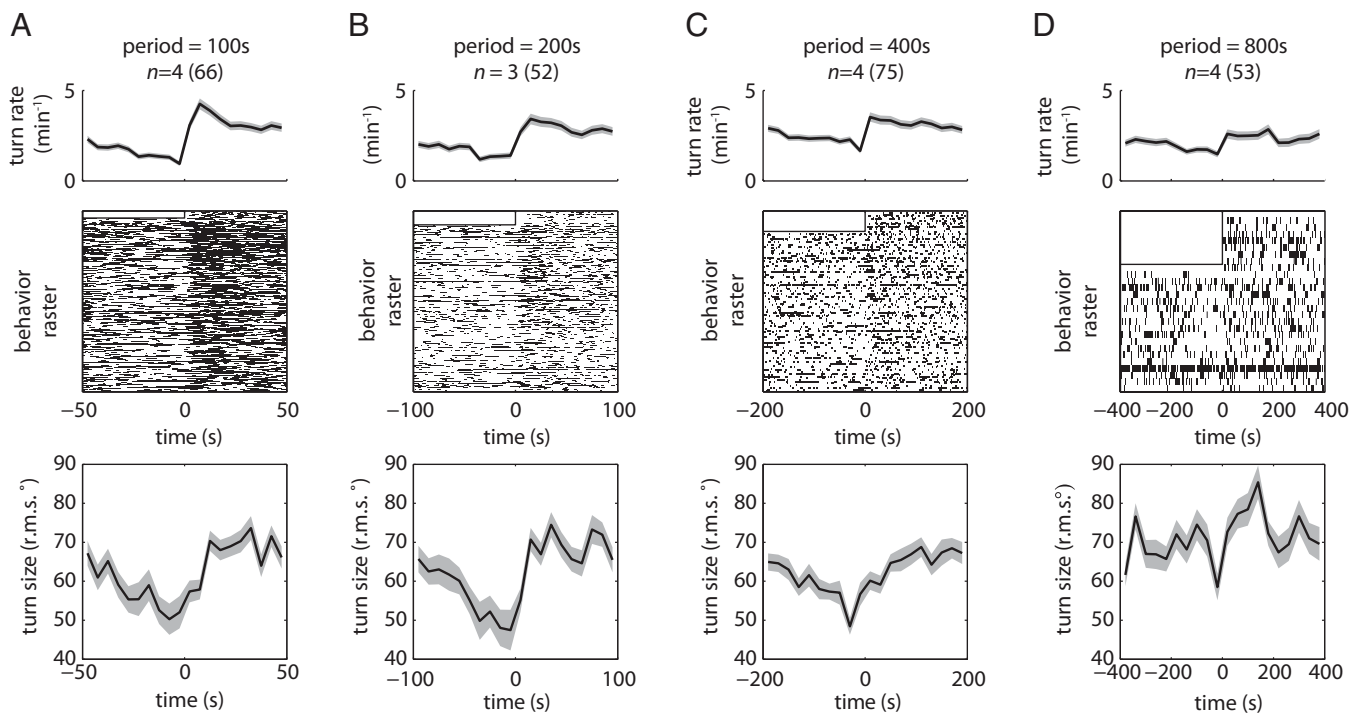 A
period = 100s
n=4 (66)
turn rate
(min⁻¹)
5
0
behavior
raster
−50
0
50
time (s)
turn size (r.m.s. °)
90
80
70
60
50
40
−50
0
50
time (s)
B
period = 200s
n = 3 (52)
(min⁻¹)
5
0
behavior
raster
−100
0
100
time (s)
turn size (r.m.s. °)
90
80
70
60
50
40
−100
0
100
time (s)
C
period = 400s
n=4 (75)
turn rate
(min⁻¹)
5
0
behavior
raster
−200
0
200
time (s)
turn size (r.m.s. °)
90
80
70
60
50
40
−200
0
200
time (s)
D
period = 800s
n=4 (53)
turn rate
(min⁻¹)
5
0
behavior
raster
−400
−200
0
200
400
time (s)
turn size (r.m.s.°)
90
80
70
60
50
40
−400
−200
0
200
400
time (s)